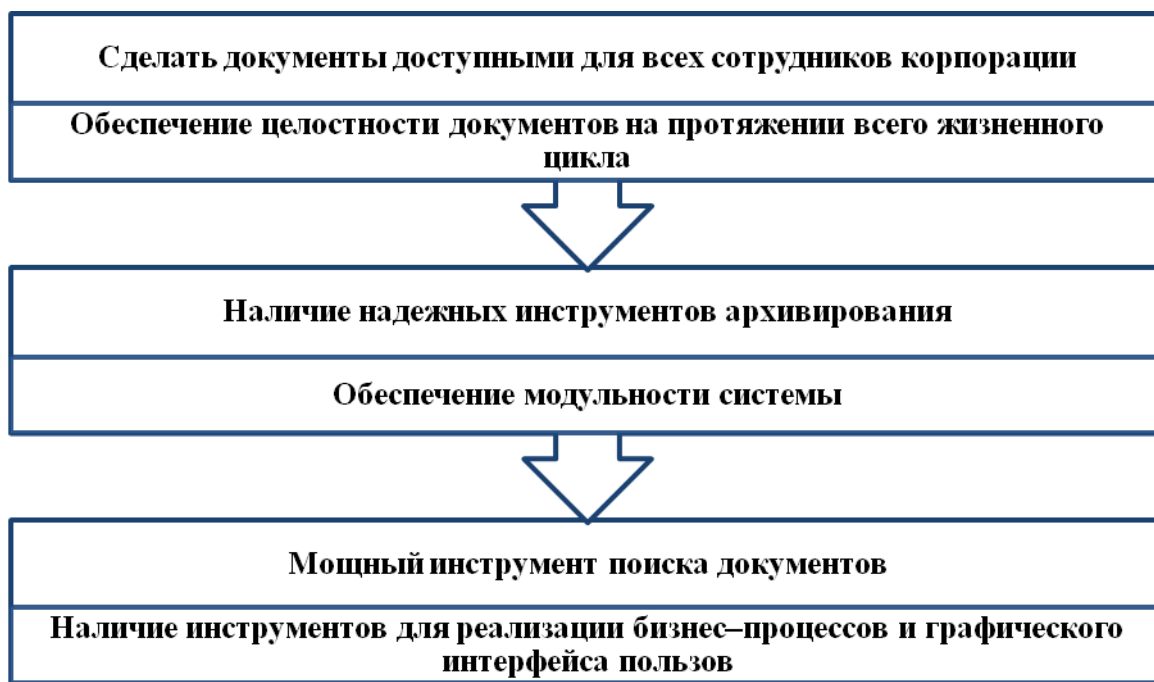 Сделать документы доступными для всех сотрудников корпорации
Обеспечение целостности документов на протяжении всего жизненного
цикла
Наличие надежных инструментов архивирования
Обеспечение модульности системы
Мощный инструмент поиска документов
Наличие инструментов для реализации бизнес–процессов и графического
интерфейса пользов